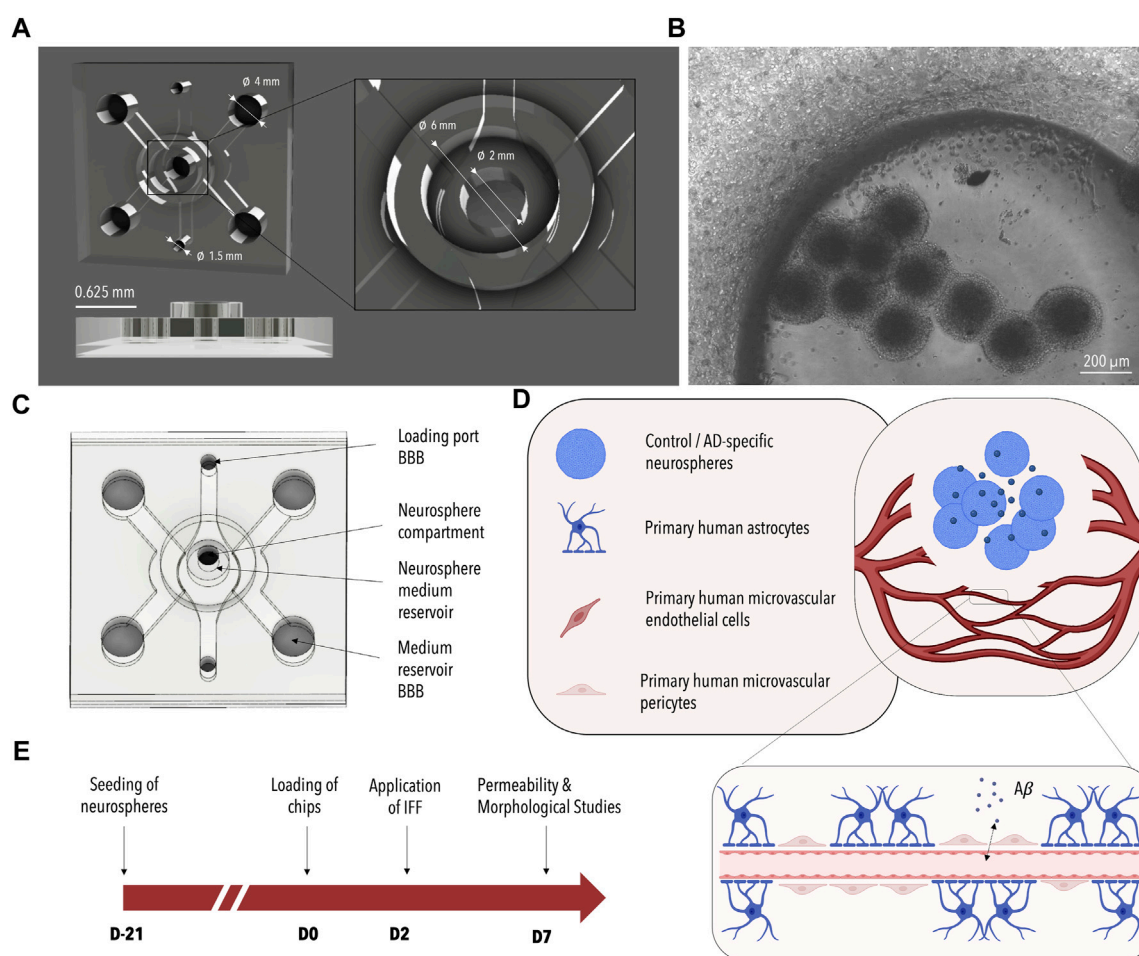 A
ø 4 mm
ø 6 mm
ø 2 mm
ø 1.5 mm
0.625 mm
B
200 µm
C
Loading port
BBB
Neurosphere
compartment
Neurosphere
medium
reservoir
Medium
reservoir
BBB
D
Control / AD-specific
neurospheres
Primary human astrocytes
Primary human microvascular
endothelial cells
Primary human microvascular
pericytes
Aβ
E
Seeding of
neurospheres
Loading of
chips
Application
of IFF
Permeability &
Morphological Studies
D-21
D0
D2
D7